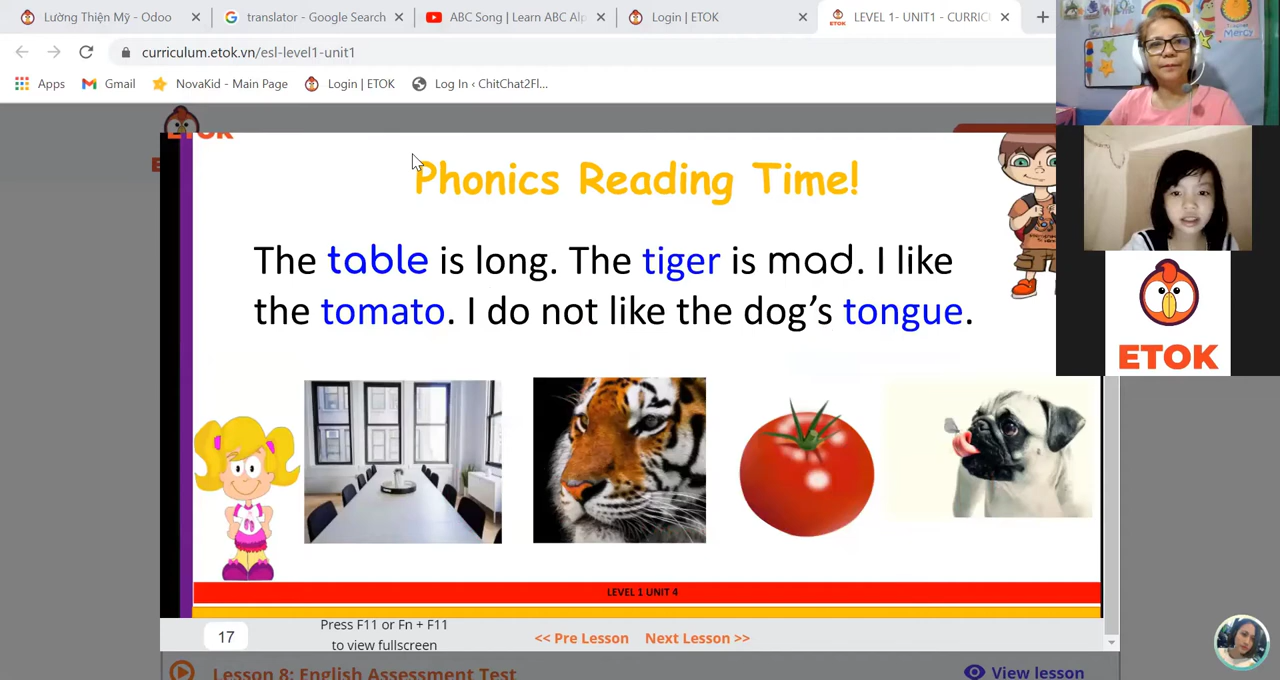 Lường Thiện Mỹ - Odoo
translator - Google Search
ABC Song | Learn ABC Al
Login | ETOK
LEVEL 1- UNIT1 - CURRIC
curriculum.etok.vn/esl-level1-unit1
Apps
Gmail
NovaKid - Main Page
Login | ETOK
Log In ‹ ChitChat2Fl...
ETOK
Phonics Reading Time!
The table is long. The tiger is mad. I like
the tomato. I do not like the dog's tongue.
ETOK
LEVEL 1 UNIT 4
17
Press F11 or Fn + F11
to view fullscreen
<< Pre Lesson
Next Lesson >>
Lesson 8: English Assessment Test
View lesson
Mercy